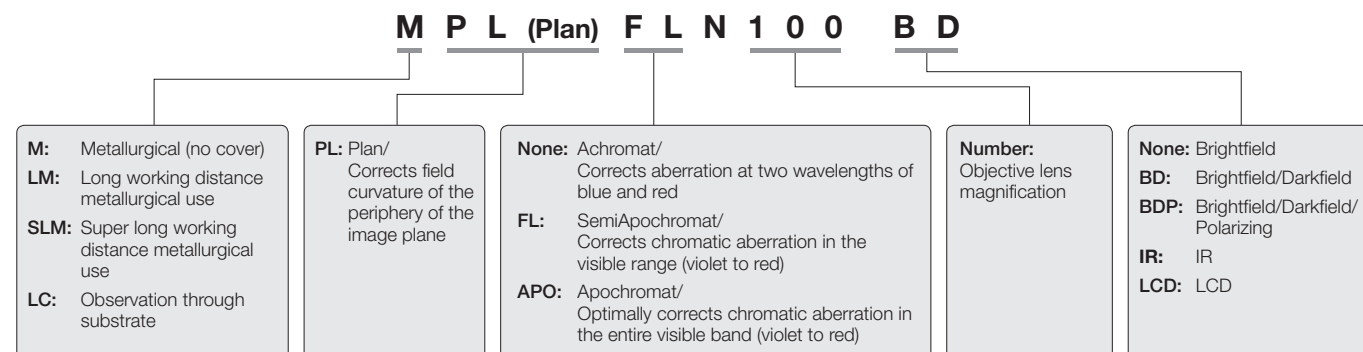 M P L (Plan) F L N 1 0 0 B D
M: Metallurgical (no cover)
LM: Long working distance
metallurgical use
SLM: Super long working
distance metallurgical
use
LC: Observation through
substrate
PL: Plan/
Corrects field
curvature of the
periphery of the
image plane
None: Achromat/
Corrects aberration at two wavelengths of
blue and red
FL: SemiApochromat/
Corrects chromatic aberration in the
visible range (violet to red)
APO: Apochromat/
Optimally corrects chromatic aberration in
the entire visible band (violet to red)
Number:
Objective lens
magnification
None: Brightfield
BD: Brightfield/Darkfield
BDP: Brightfield/Darkfield/
Polarizing
IR: IR
LCD: LCD